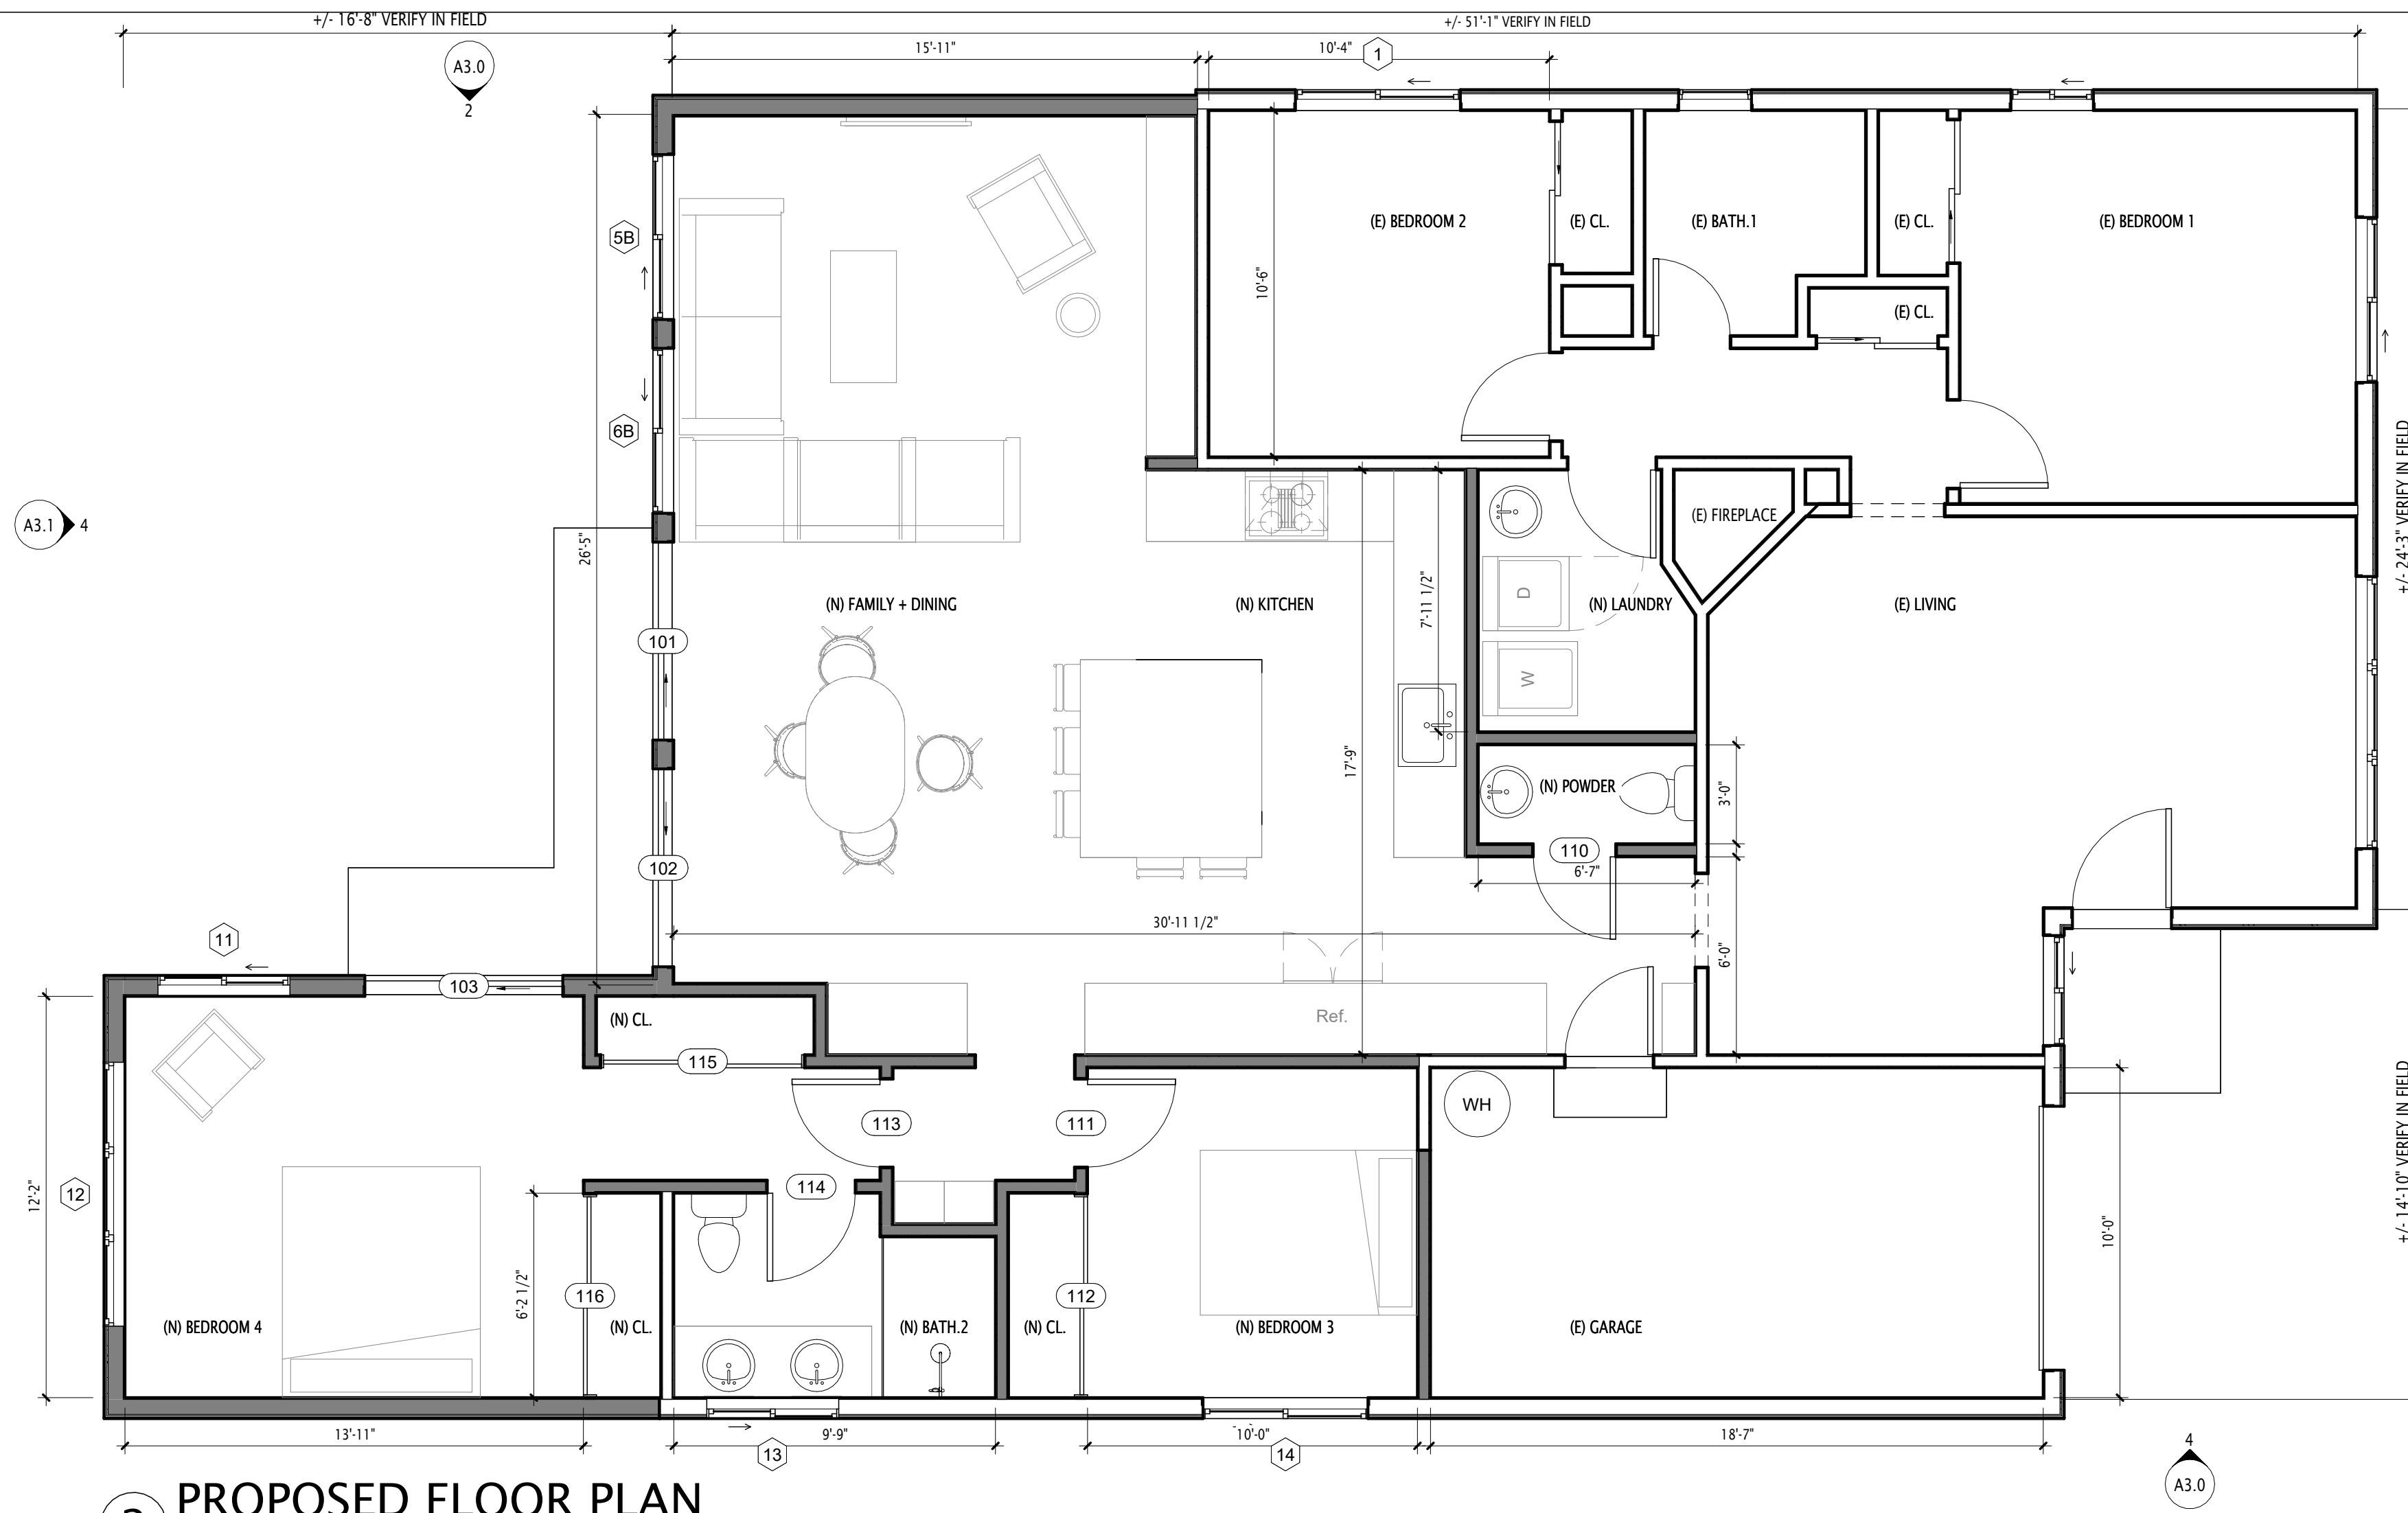 +/- 16'-8" VERIFY IN FIELD
+/- 51'-1" VERIFY IN FIELD
15'-11"
10'-4"
1
A3.0
2
5B
6B
(E) BEDROOM 2
(E) CL.
(E) BATH.1
(E) CL.
(E) BEDROOM 1
(E) CL.
10'-6"
A3.1
4
26'-5"
(E) FIREPLACE
+/- 24'-3" VERIFY IN FIELD
(N) FAMILY + DINING
(N) KITCHEN
7'-11 1/2"
D
(N) LAUNDRY
(E) LIVING
101
W
17'-9"
(N) POWDER
3'-0"
102
110
6'-7"
30'-11 1/2"
6'-0"
11
103
(N) CL.
Ref.
115
WH
113
111
+/- 14'-10" VERIFY IN FIELD
12'-2"
12
114
10'-0"
6'-2 1/2"
116
112
(N) BEDROOM 4
(N) CL.
(N) BATH.2
(N) CL.
(N) BEDROOM 3
(E) GARAGE
13'-11"
13
9'-9"
10'-0"
14
18'-7"
4
A3.0
PROPOSED FLOOR PLAN